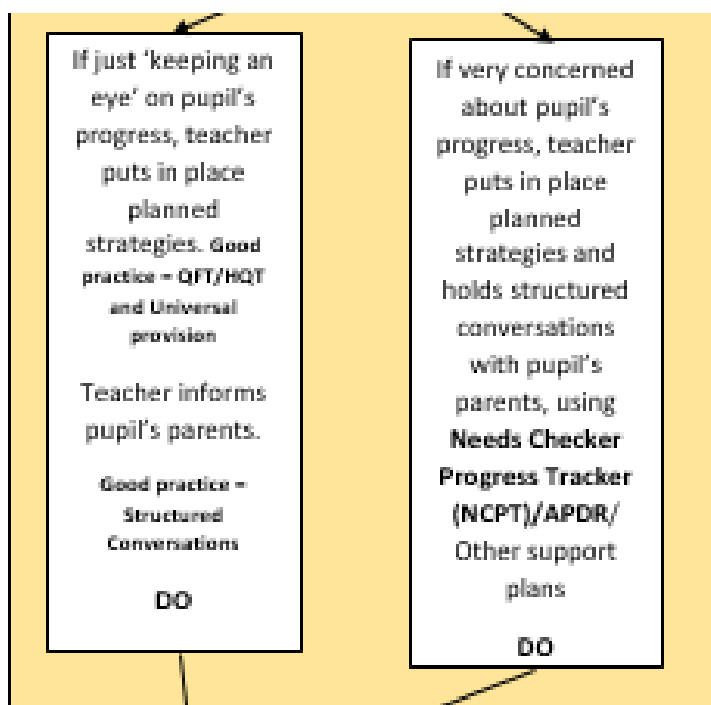 If just ‘keeping an
eye’ on pupil’s
progress, teacher
puts in place
planned
strategies. Good
practice – QFT/HQT
and Universal
provision
Teacher informs
pupil’s parents.
Good practice –
Structured
Conversations
DO
If very concerned
about pupil’s
progress, teacher
puts in place
planned
strategies and
holds structured
conversations
with pupil’s
parents, using
Needs Checker
Progress Tracker
(NCPT)/APDR/
Other support
plans
DO